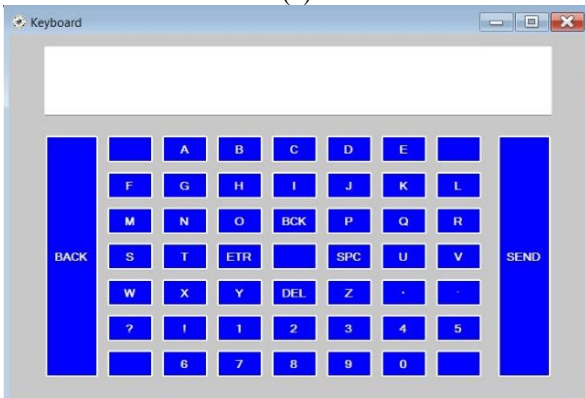 Keyboard
A B C D E
F G H I J K L
M N O BCK P Q R
BACK S T ETR SPC U V SEND
W X Y DEL Z
? ! 1 2 3 4 5
6 7 8 9 0